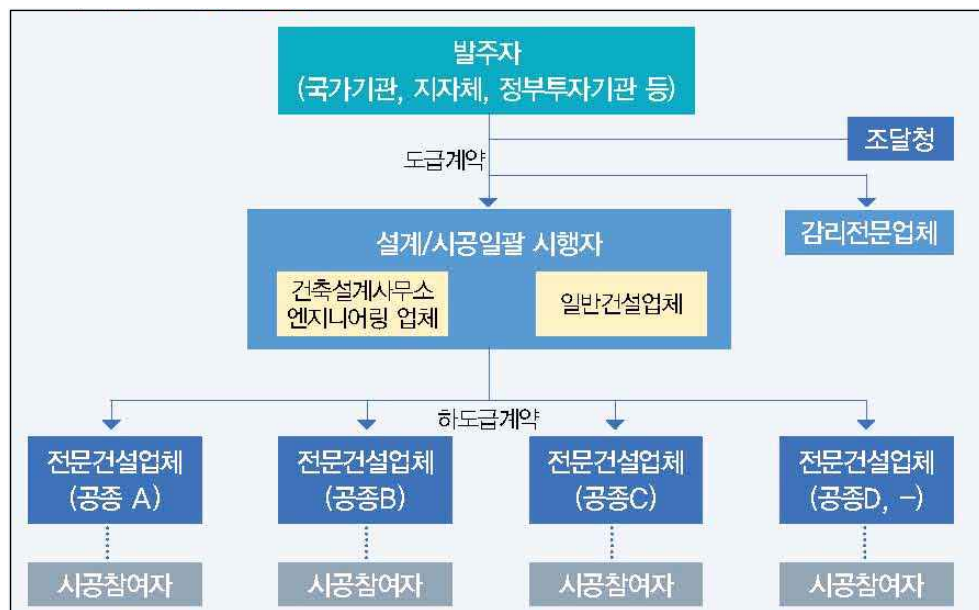 발주자
(국가기관, 지자체, 정부투자기관 등)
조달청
도급계약
감리전문업체
설계/시공일괄 시행자
건축설계사무소
엔지니어링 업체
일반건설업체
하도급계약
전문건설업체
(공종 A)
전문건설업체
(공종B)
전문건설업체
(공종C)
전문건설업체
(공종D, –)
시공참여자
시공참여자
시공참여자
시공참여자